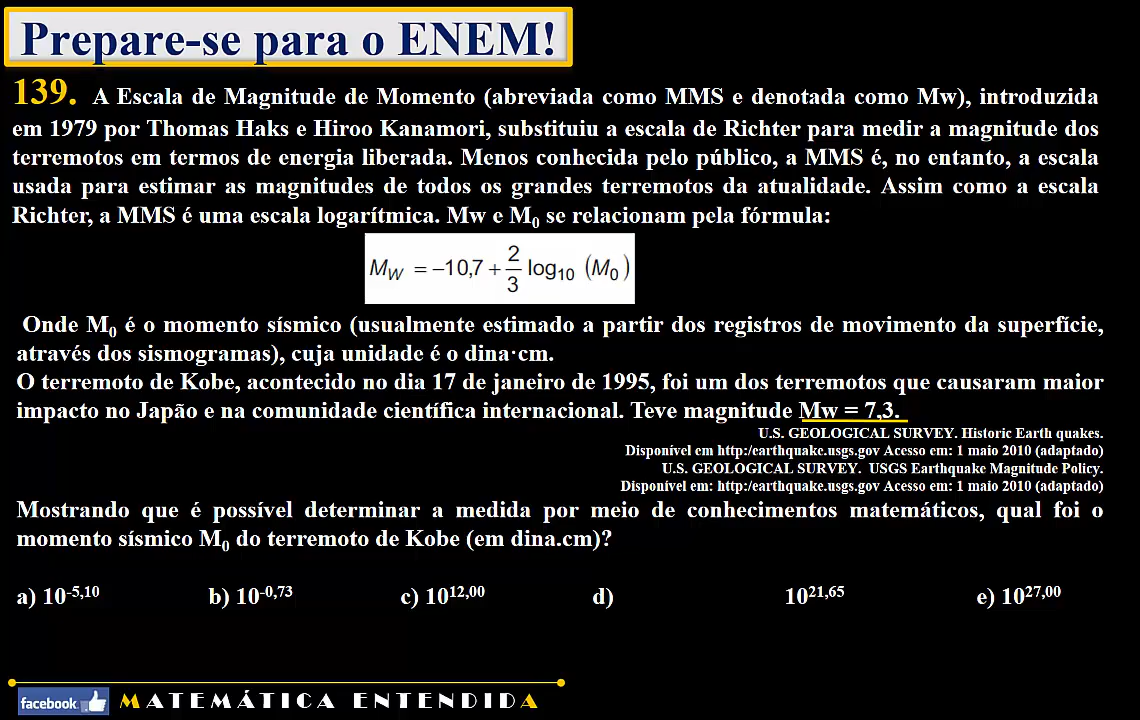 Prepare-se para o ENEM!
139. A Escala de Magnitude de Momento (abreviada como MMS e denotada como Mw), introduzida
em 1979 por Thomas Haks e Hiroo Kanamori, substituiu a escala de Richter para medir a magnitude dos
terremotos em termos de energia liberada. Menos conhecida pelo público, a MMS é, no entanto, a escala
usada para estimar as magnitudes de todos os grandes terremotos da atualidade. Assim como a escala
Richter, a MMS é uma escala logarítmica. Mw e M₀ se relacionam pela fórmula:
M_W = −10,7 + 2/3 log₁₀ (M₀)
Onde M₀ é o momento sísmico (usualmente estimado a partir dos registros de movimento da superfície,
através dos sismogramas), cuja unidade é o dina·cm.
O terremoto de Kobe, acontecido no dia 17 de janeiro de 1995, foi um dos terremotos que causaram maior
impacto no Japão e na comunidade científica internacional. Teve magnitude Mw = 7,3.
U.S. GEOLOGICAL SURVEY. Historic Earth quakes.
Disponível em http:/earthquake.usgs.gov Acesso em: 1 maio 2010 (adaptado)
U.S. GEOLOGICAL SURVEY. USGS Earthquake Magnitude Policy.
Disponível em: http:/earthquake.usgs.gov Acesso em: 1 maio 2010 (adaptado)
Mostrando que é possível determinar a medida por meio de conhecimentos matemáticos, qual foi o
momento sísmico M₀ do terremoto de Kobe (em dina.cm)?
a) 10^-5,10 b) 10^-0,73 c) 10^12,00 d) 10^21,65 e) 10^27,00
facebook MATEMÁTICA ENTENDIDA